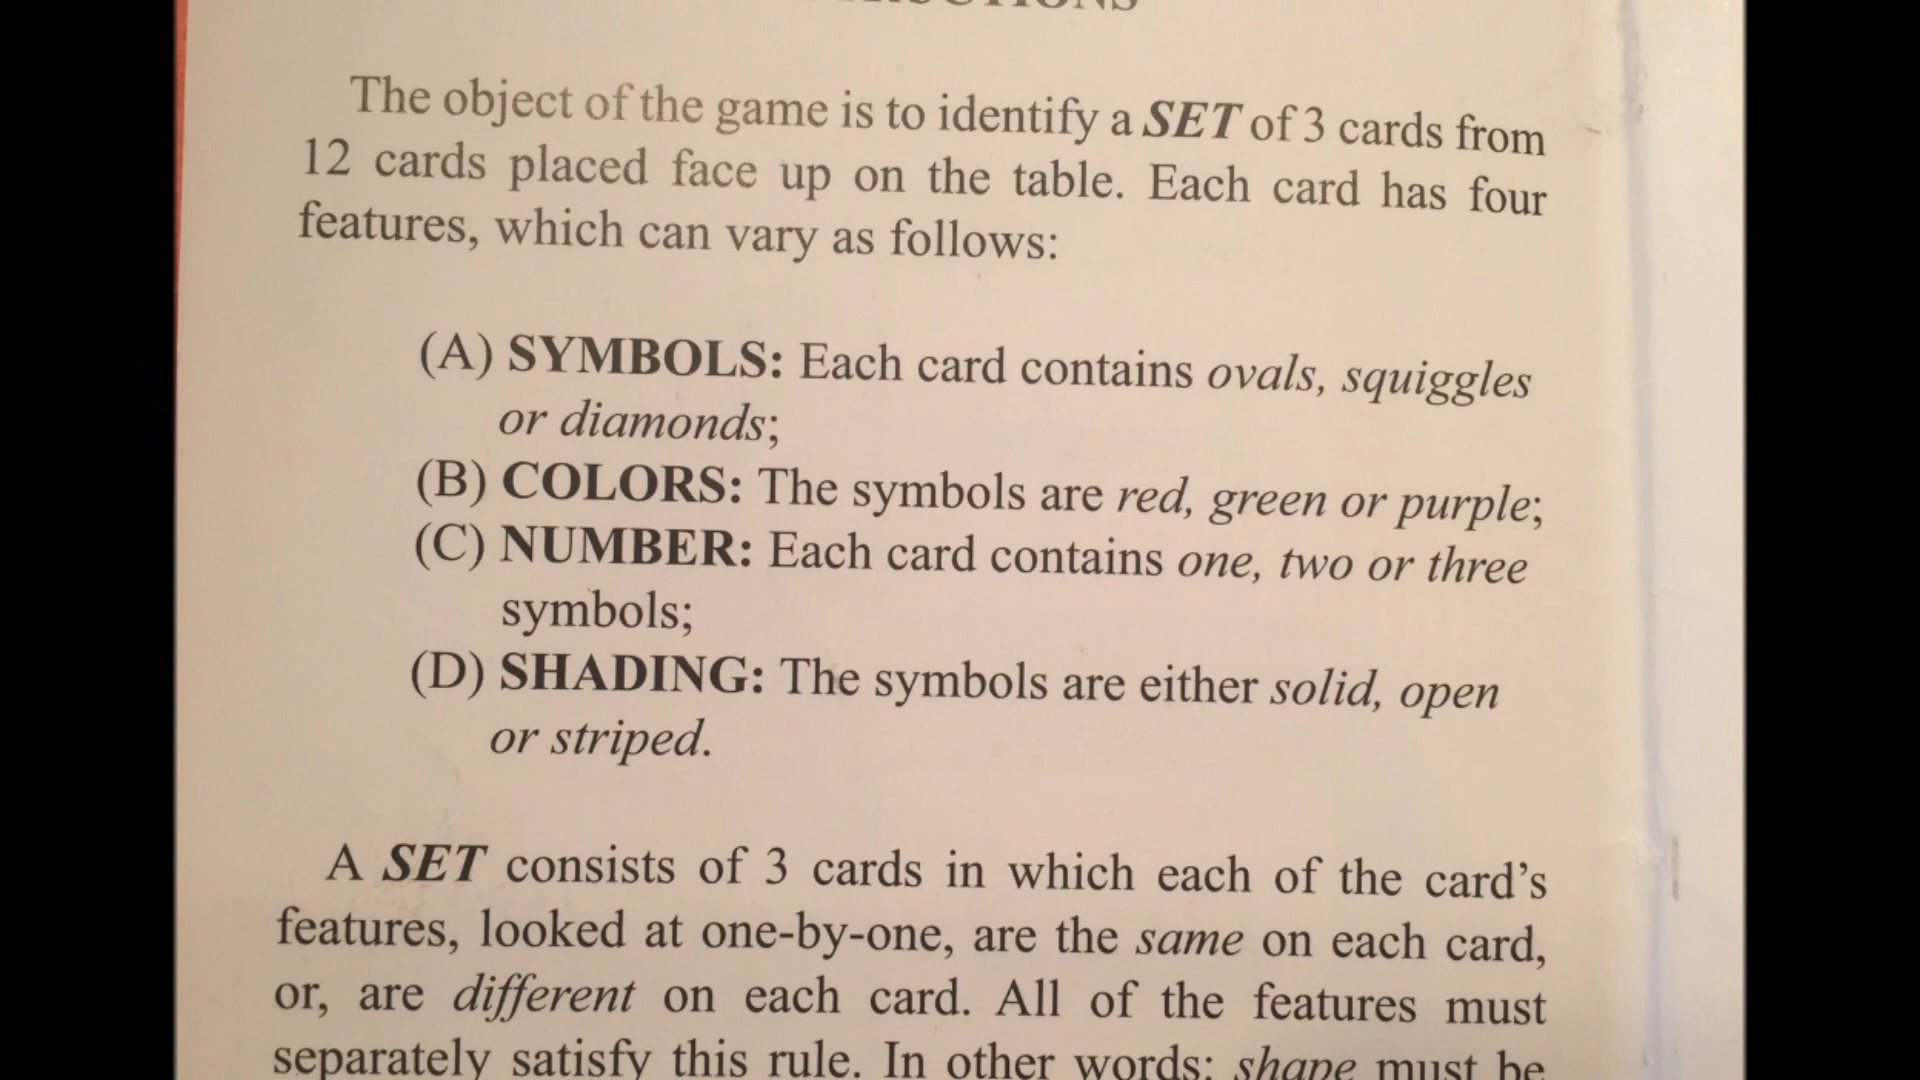 The object of the game is to identify a SET of 3 cards from
12 cards placed face up on the table. Each card has four
features, which can vary as follows:
(A) SYMBOLS: Each card contains ovals, squiggles
or diamonds;
(B) COLORS: The symbols are red, green or purple;
(C) NUMBER: Each card contains one, two or three
symbols;
(D) SHADING: The symbols are either solid, open
or striped.
A SET consists of 3 cards in which each of the card’s
features, looked at one-by-one, are the same on each card,
or, are different on each card. All of the features must
separately satisfy this rule. In other words: shape must be